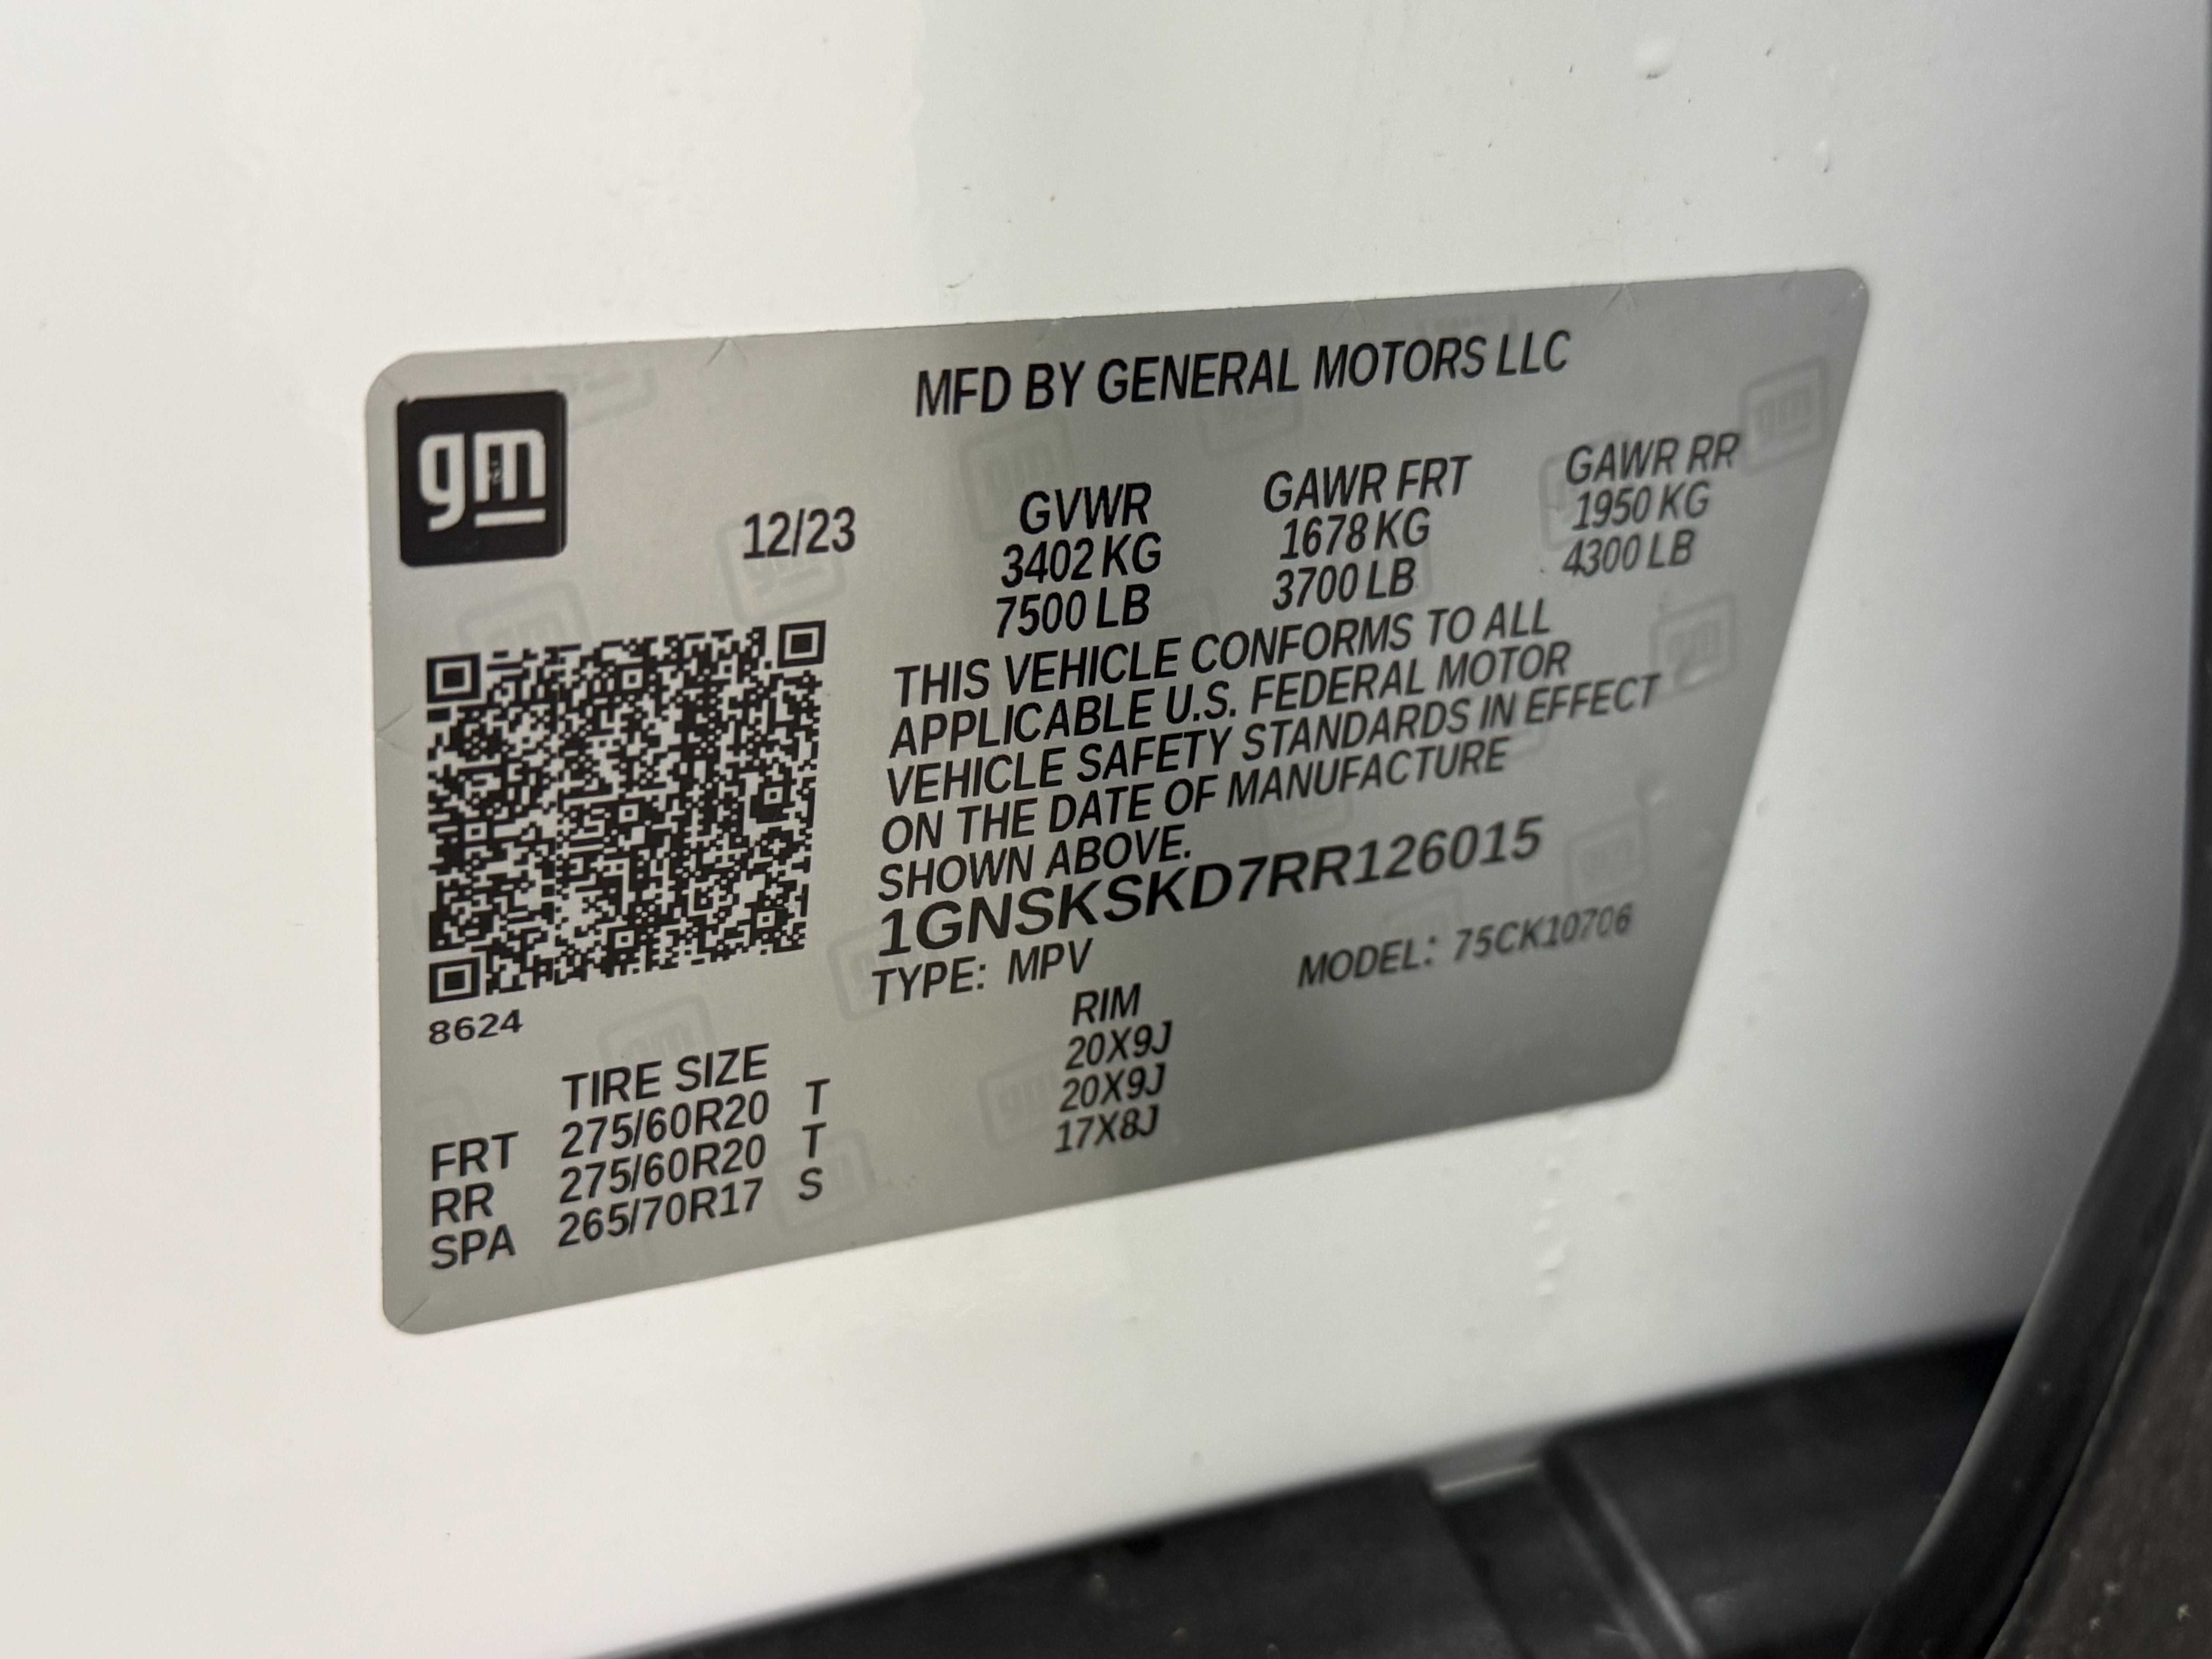 gm
MFD BY GENERAL MOTORS LLC
12/23
GVWR GAWR FRT GAWR RR
3402 KG 1678 KG 1950 KG
7500 LB 3700 LB 4300 LB
THIS VEHICLE CONFORMS TO ALL
APPLICABLE U.S. FEDERAL MOTOR
VEHICLE SAFETY STANDARDS IN EFFECT
ON THE DATE OF MANUFACTURE
SHOWN ABOVE.
1GNSKSKD7RR126015
TYPE: MPV MODEL: 75CK10706
8624
TIRE SIZE RIM
FRT 275/60R20 T 20X9J
RR 275/60R20 T 20X9J
SPA 265/70R17 S 17X8J